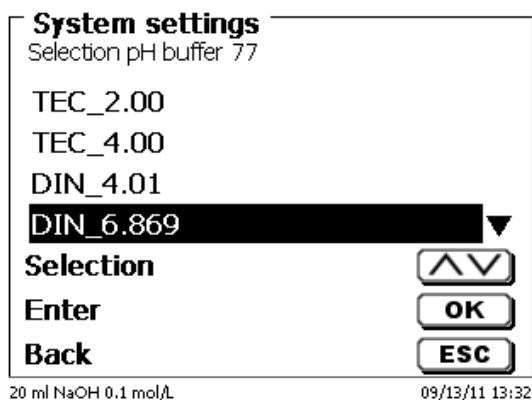 System settings
Selection pH buffer 77
TEC_2.00
TEC_4.00
DIN_4.01
DIN_6.869
Selection
Enter OK
Back ESC
20 ml NaOH 0.1 mol/L 09/13/11 13:32